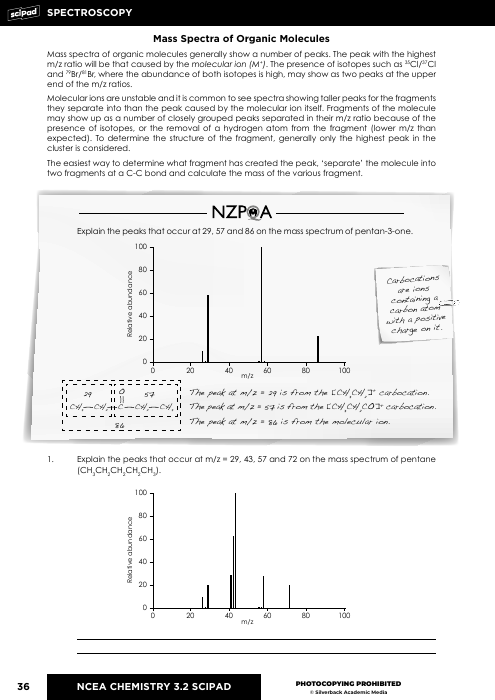 scipad SPECTROSCOPY
Mass Spectra of Organic Molecules
Mass spectra of organic molecules generally show a number of peaks. The peak with the highest
m/z ratio will be that caused by the molecular ion (M⁺). The presence of isotopes such as ³⁵Cl/³⁷Cl
and ⁷⁹Br/⁸¹Br, where the abundance of both isotopes is high, may show as two peaks at the upper
end of the m/z ratios.
Molecular ions are unstable and it is common to see spectra showing taller peaks for the fragments
they separate into than the peak caused by the molecular ion itself. Fragments of the molecule
may show up as a number of closely grouped peaks separated in their m/z ratio because of the
presence of isotopes, or the removal of a hydrogen atom from the fragment (lower m/z than
expected). To determine the structure of the fragment, generally only the highest peak in the
cluster is considered.
The easiest way to determine what fragment has created the peak, 'separate' the molecule into
two fragments at a C-C bond and calculate the mass of the various fragment.
NZPQA
Explain the peaks that occur at 29, 57 and 86 on the mass spectrum of pentan-3-one.
100
80
60
40
20
0
Relative abundance
0 20 40 60 80 100
m/z
Carbocations
are ions
containing a
carbon atom
with a positive
charge on it.
29 O 57
||
CH₃—CH₂—C—CH₂—CH₃
86
The peak at m/z = 29 is from the [CH₃CH₂]⁺ carbocation.
The peak at m/z = 57 is from the [CH₃CH₂CO]⁺ carbocation.
The peak at m/z = 86 is from the molecular ion.
1. Explain the peaks that occur at m/z = 29, 43, 57 and 72 on the mass spectrum of pentane
(CH₃CH₂CH₂CH₂CH₃).
100
80
60
40
20
0
Relative abundance
0 20 40 60 80 100
m/z
36 NCEA CHEMISTRY 3.2 SCIPAD PHOTOCOPYING PROHIBITED
© Silverback Academic Media